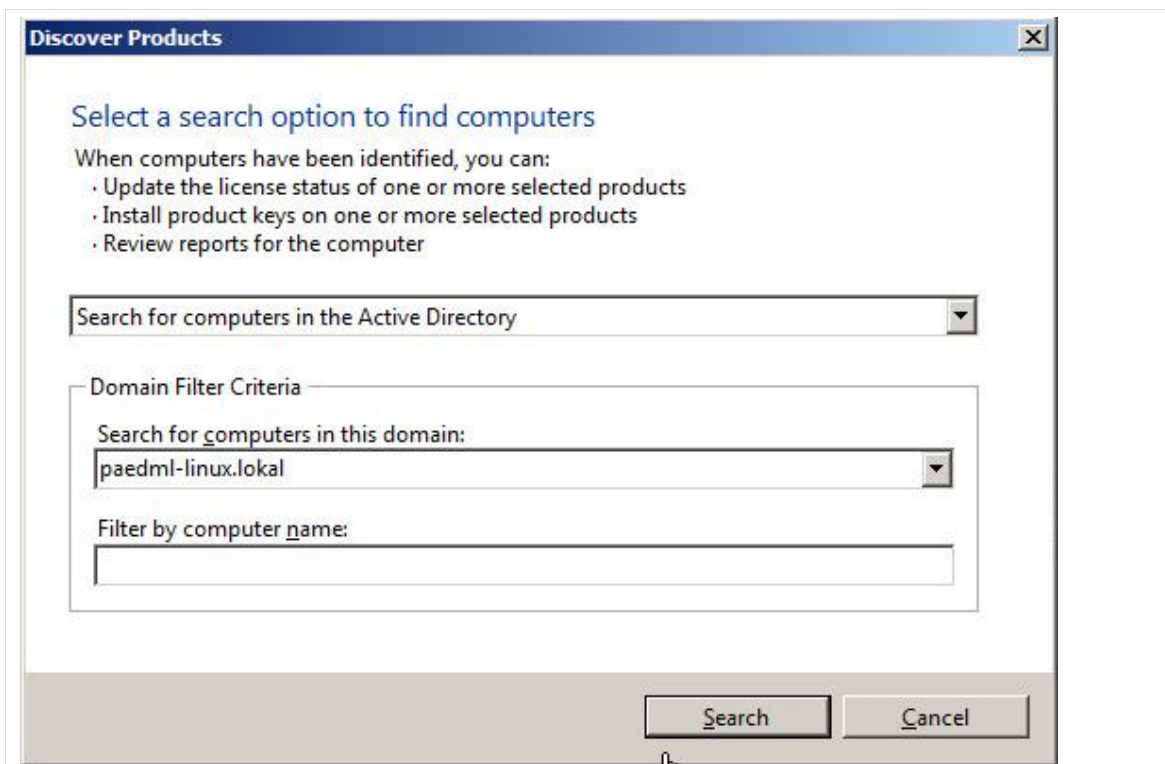 Discover Products
Select a search option to find computers
When computers have been identified, you can:
· Update the license status of one or more selected products
· Install product keys on one or more selected products
· Review reports for the computer
Search for computers in the Active Directory
Domain Filter Criteria
Search for computers in this domain:
paedml-linux.lokal
Filter by computer name:
Search Cancel